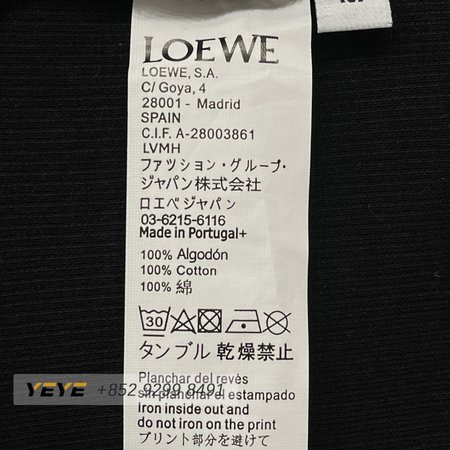 LOEWE
LOEWE, S.A.
C/ Goya, 4
28001 - Madrid
SPAIN
C.I.F. A-28003861
LVMH
ファツション・グループ・
ジャパン株式会社
ロエベジャパン
03-6215-6116
Made in Portugal+
100% Algodón
100% Cotton
100% 綿
30
タンブル 乾燥禁止
YEYE +852 9299 8491
Planchar del revés
sin planchar el estampado
iron inside out and
do not iron on the print
プリント部分を避けて